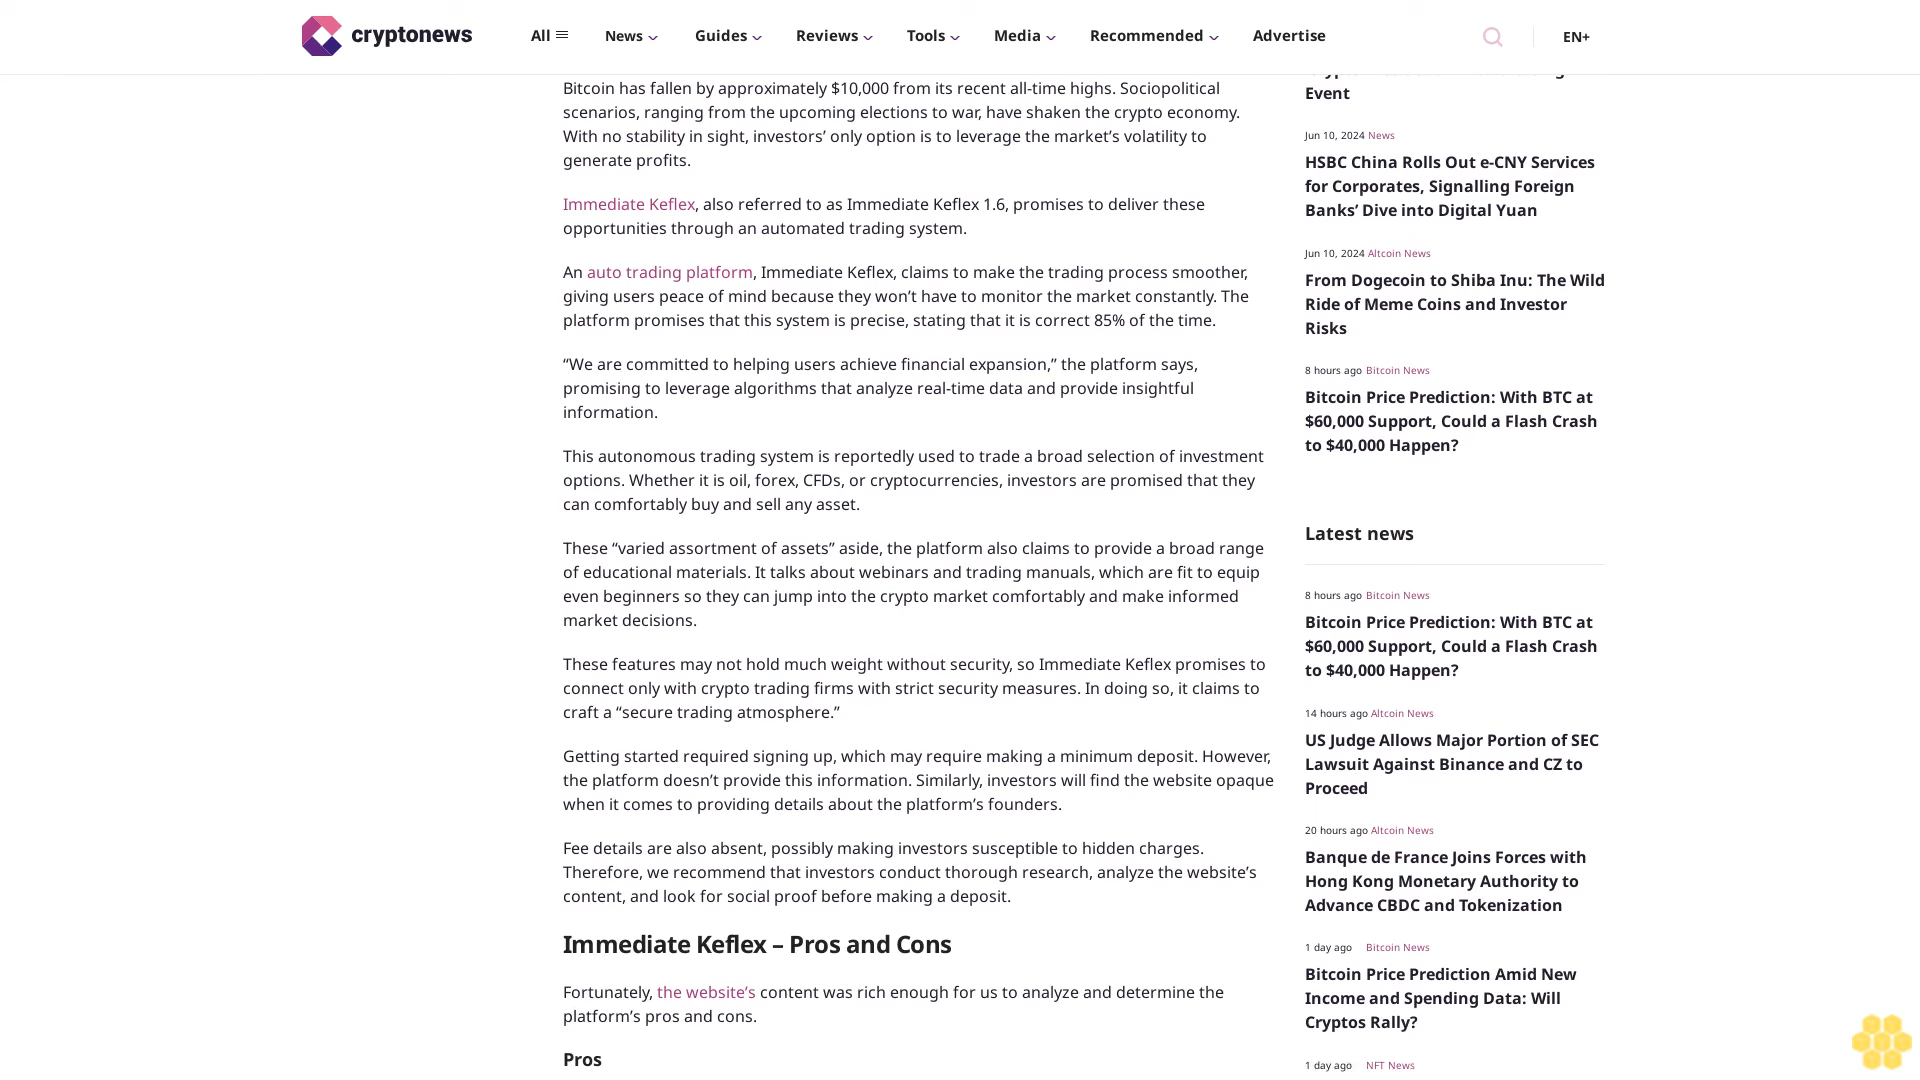 cryptonews
All
News
Guides
Reviews
Tools
Media
Recommended
Advertise
EN+
Bitcoin has fallen by approximately $10,000 from its recent all-time highs. Sociopolitical
scenarios, ranging from the upcoming elections to war, have shaken the crypto economy.
With no stability in sight, investors’ only option is to leverage the market’s volatility to
generate profits.
Immediate Keflex, also referred to as Immediate Keflex 1.6, promises to deliver these
opportunities through an automated trading system.
An auto trading platform, Immediate Keflex, claims to make the trading process smoother,
giving users peace of mind because they won’t have to monitor the market constantly. The
platform promises that this system is precise, stating that it is correct 85% of the time.
“We are committed to helping users achieve financial expansion,” the platform says,
promising to leverage algorithms that analyze real-time data and provide insightful
information.
This autonomous trading system is reportedly used to trade a broad selection of investment
options. Whether it is oil, forex, CFDs, or cryptocurrencies, investors are promised that they
can comfortably buy and sell any asset.
These “varied assortment of assets” aside, the platform also claims to provide a broad range
of educational materials. It talks about webinars and trading manuals, which are fit to equip
even beginners so they can jump into the crypto market comfortably and make informed
market decisions.
These features may not hold much weight without security, so Immediate Keflex promises to
connect only with crypto trading firms with strict security measures. In doing so, it claims to
craft a “secure trading atmosphere.”
Getting started required signing up, which may require making a minimum deposit. However,
the platform doesn’t provide this information. Similarly, investors will find the website opaque
when it comes to providing details about the platform’s founders.
Fee details are also absent, possibly making investors susceptible to hidden charges.
Therefore, we recommend that investors conduct thorough research, analyze the website’s
content, and look for social proof before making a deposit.
Immediate Keflex – Pros and Cons
Fortunately, the website’s content was rich enough for us to analyze and determine the
platform’s pros and cons.
Pros
Event
Jun 10, 2024 News
HSBC China Rolls Out e-CNY Services
for Corporates, Signalling Foreign
Banks’ Dive into Digital Yuan
Jun 10, 2024 Altcoin News
From Dogecoin to Shiba Inu: The Wild
Ride of Meme Coins and Investor
Risks
8 hours ago Bitcoin News
Bitcoin Price Prediction: With BTC at
$60,000 Support, Could a Flash Crash
to $40,000 Happen?
Latest news
8 hours ago Bitcoin News
Bitcoin Price Prediction: With BTC at
$60,000 Support, Could a Flash Crash
to $40,000 Happen?
14 hours ago Altcoin News
US Judge Allows Major Portion of SEC
Lawsuit Against Binance and CZ to
Proceed
20 hours ago Altcoin News
Banque de France Joins Forces with
Hong Kong Monetary Authority to
Advance CBDC and Tokenization
1 day ago Bitcoin News
Bitcoin Price Prediction Amid New
Income and Spending Data: Will
Cryptos Rally?
1 day ago NFT News